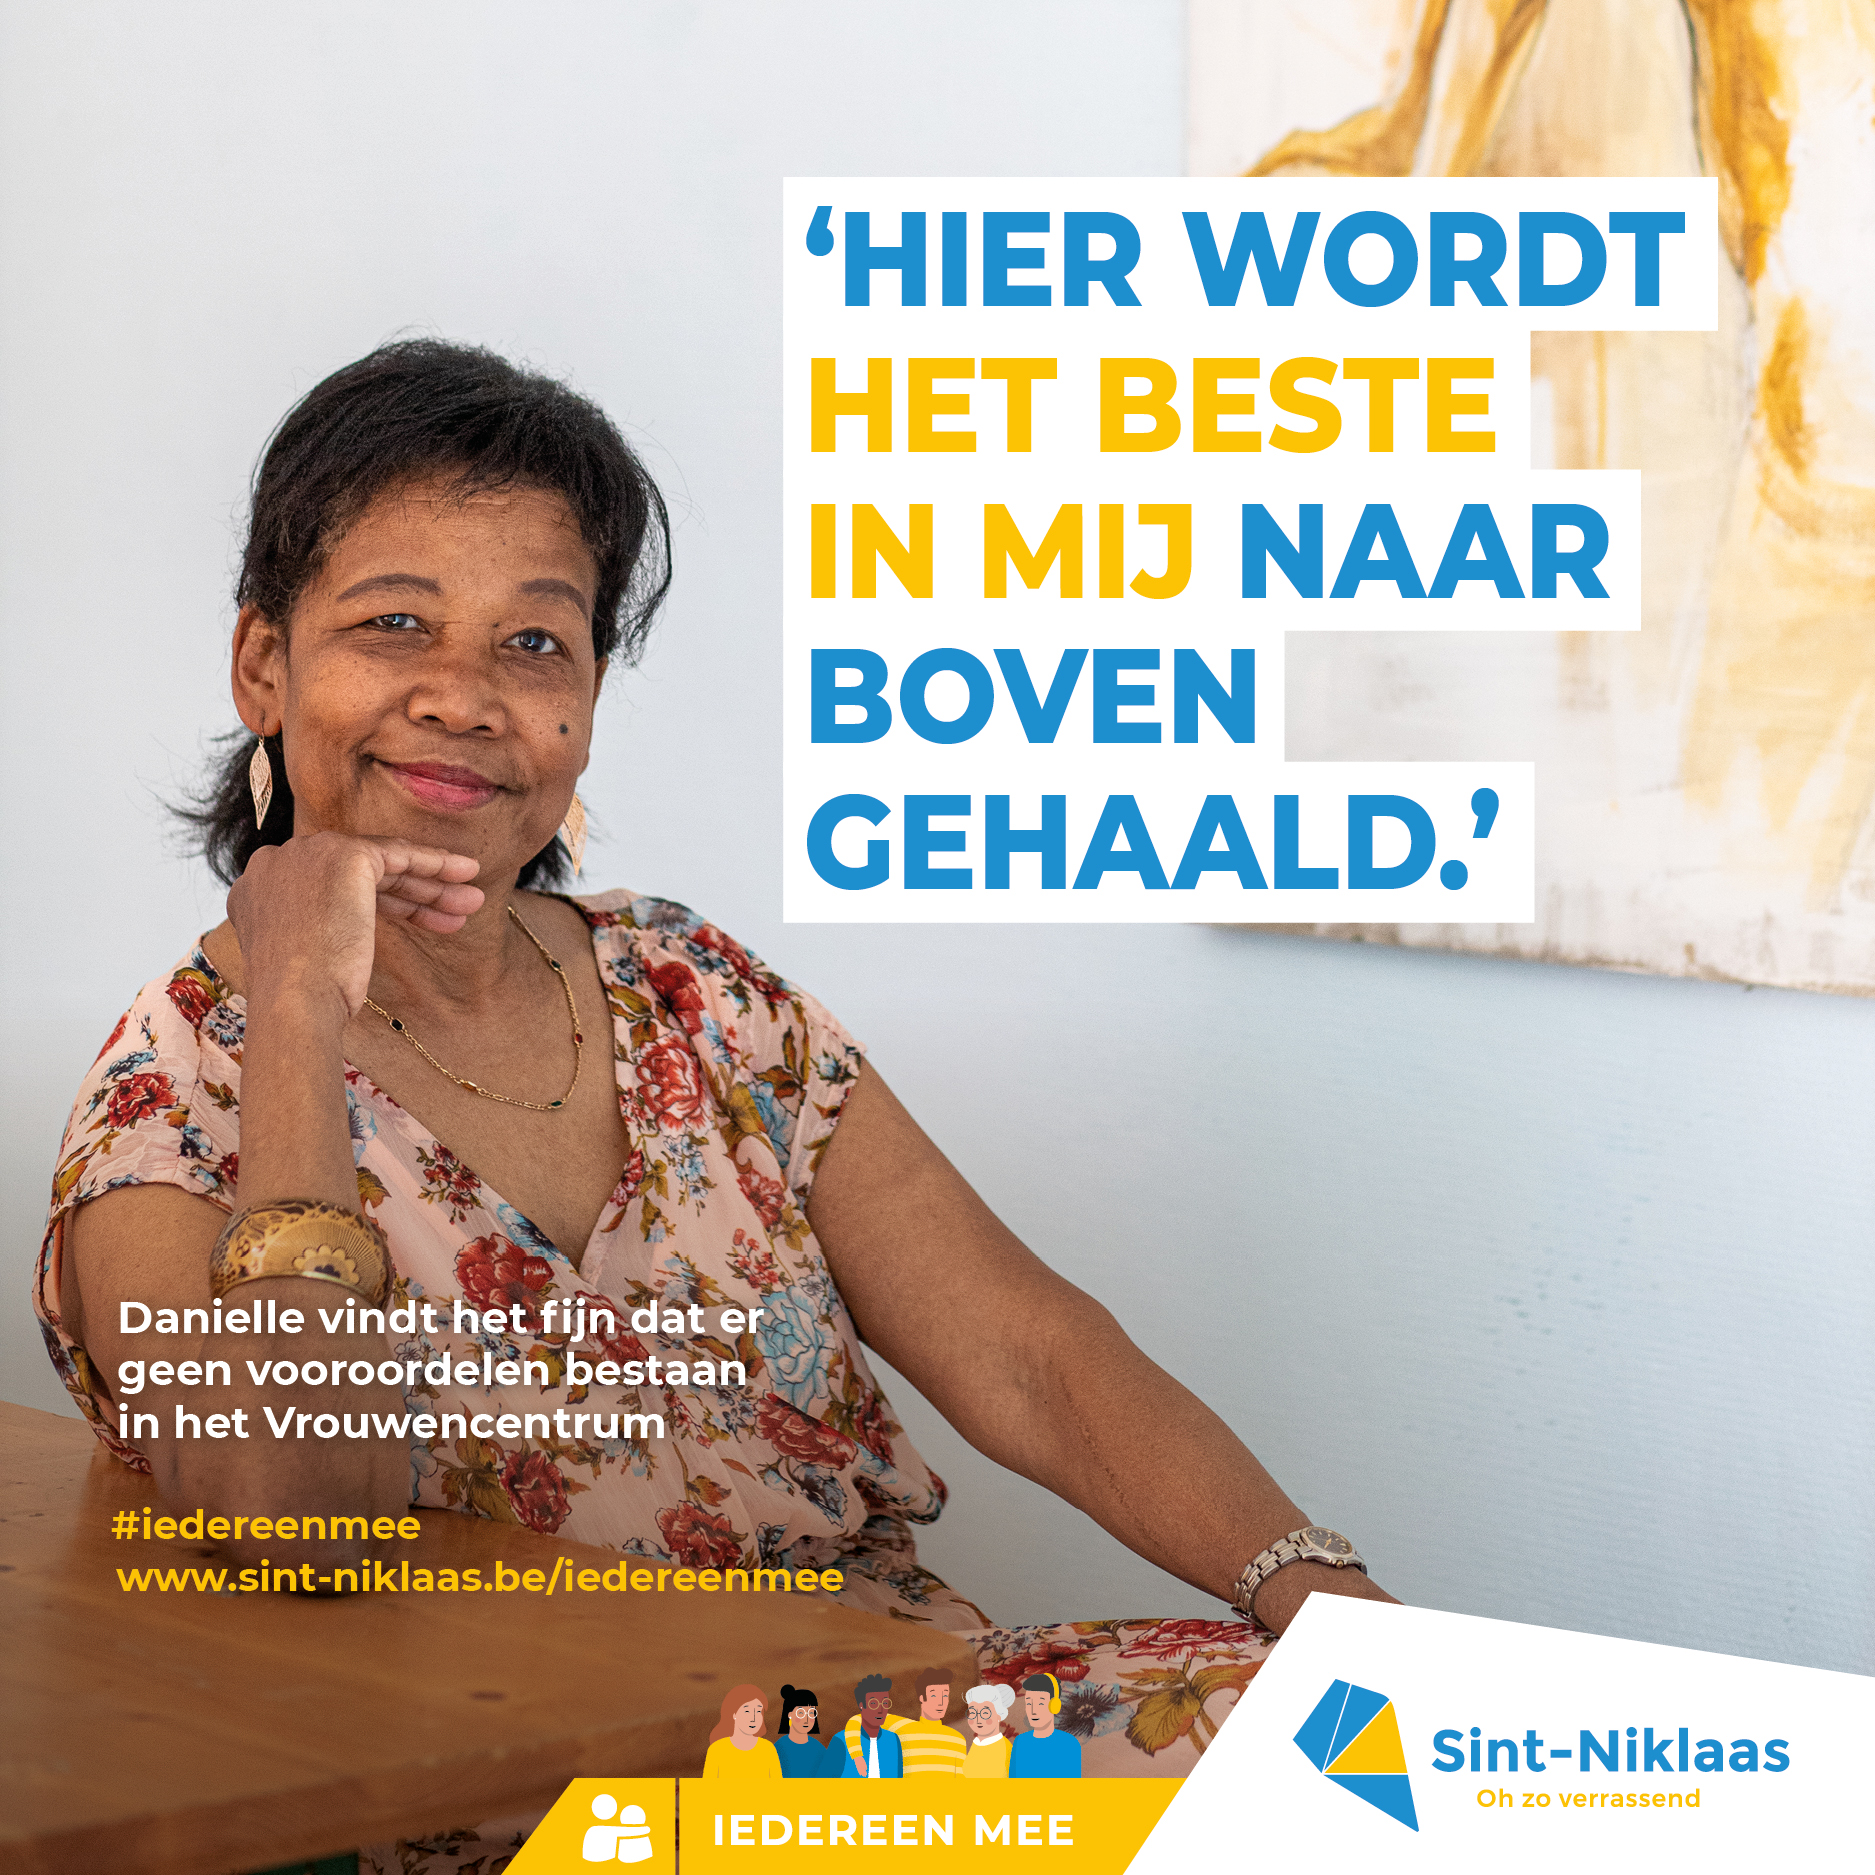 ‘HIER WORDT
HET BESTE
IN MIJ NAAR
BOVEN
GEHAALD.’
Danielle vindt het fijn dat er
geen vooroordelen bestaan
in het Vrouwencentrum
#iedereenmee
www.sint-niklaas.be/iedereenmee
IEDEREEN MEE
Sint-Niklaas
Oh zo verrassend